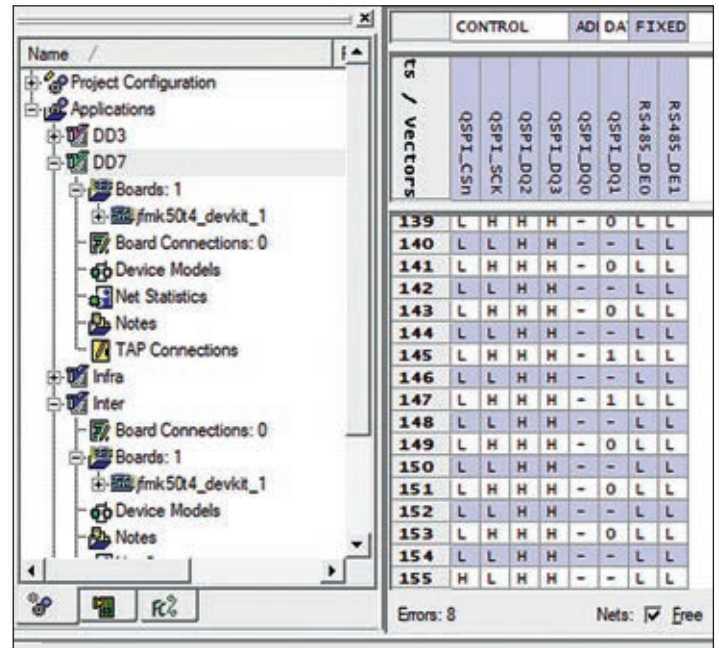 Name
Project Configuration
Applications
DD3
DD7
Boards: 1
jfmk50t4_devkit_1
Board Connections: 0
Device Models
Net Statistics
Notes
TAP Connections
Infra
Inter
Board Connections: 0
Boards: 1
jfmk50t4_devkit_1
Device Models
Notes
CONTROL ADI DA FIXED
ts / Vectors QSPI_CSn QSPI_SCK QSPI_DQ2 QSPI_DQ3 QSPI_DQ0 QSPI_DQ1 RS485_DE0 RS485_DE1
139 L H H H - 0 L L
140 L L H H - - L L
141 L H H H - 0 L L
142 L L H H - - L L
143 L H H H - 0 L L
144 L L H H - - L L
145 L H H H - 1 L L
146 L L H H - - L L
147 L H H H - 1 L L
148 L L H H - - L L
149 L H H H - 0 L L
150 L L H H - - L L
151 L H H H - 0 L L
152 L L H H - - L L
153 L H H H - 0 L L
154 L L H H - - L L
155 H L H H - - L L
Errors: 8 Nets: Free